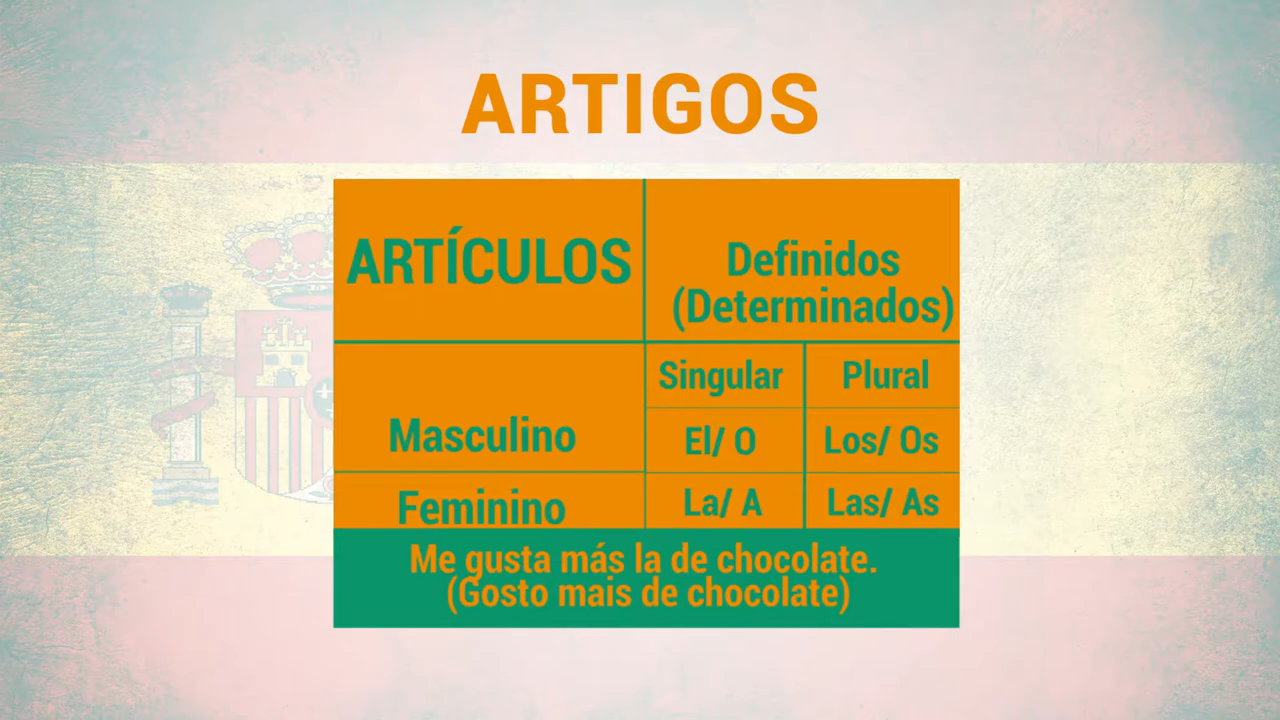 ARTIGOS
ARTÍCULOS
Definidos
(Determinados)
Singular
Plural
Masculino
El/ O
Los/ Os
Feminino
La/ A
Las/ As
Me gusta más la de chocolate.
(Gosto mais de chocolate)